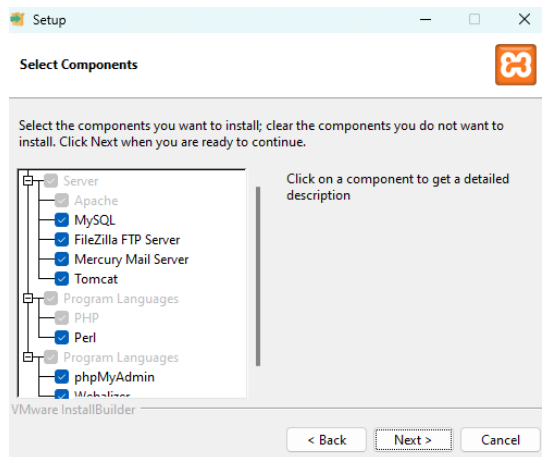 Setup
Select Components
Select the components you want to install; clear the components you do not want to
install. Click Next when you are ready to continue.
Server
Apache
MySQL
FileZilla FTP Server
Mercury Mail Server
Tomcat
Program Languages
PHP
Perl
Program Languages
phpMyAdmin
Webalizer
Click on a component to get a detailed
description
VMware InstallBuilder
< Back
Next >
Cancel